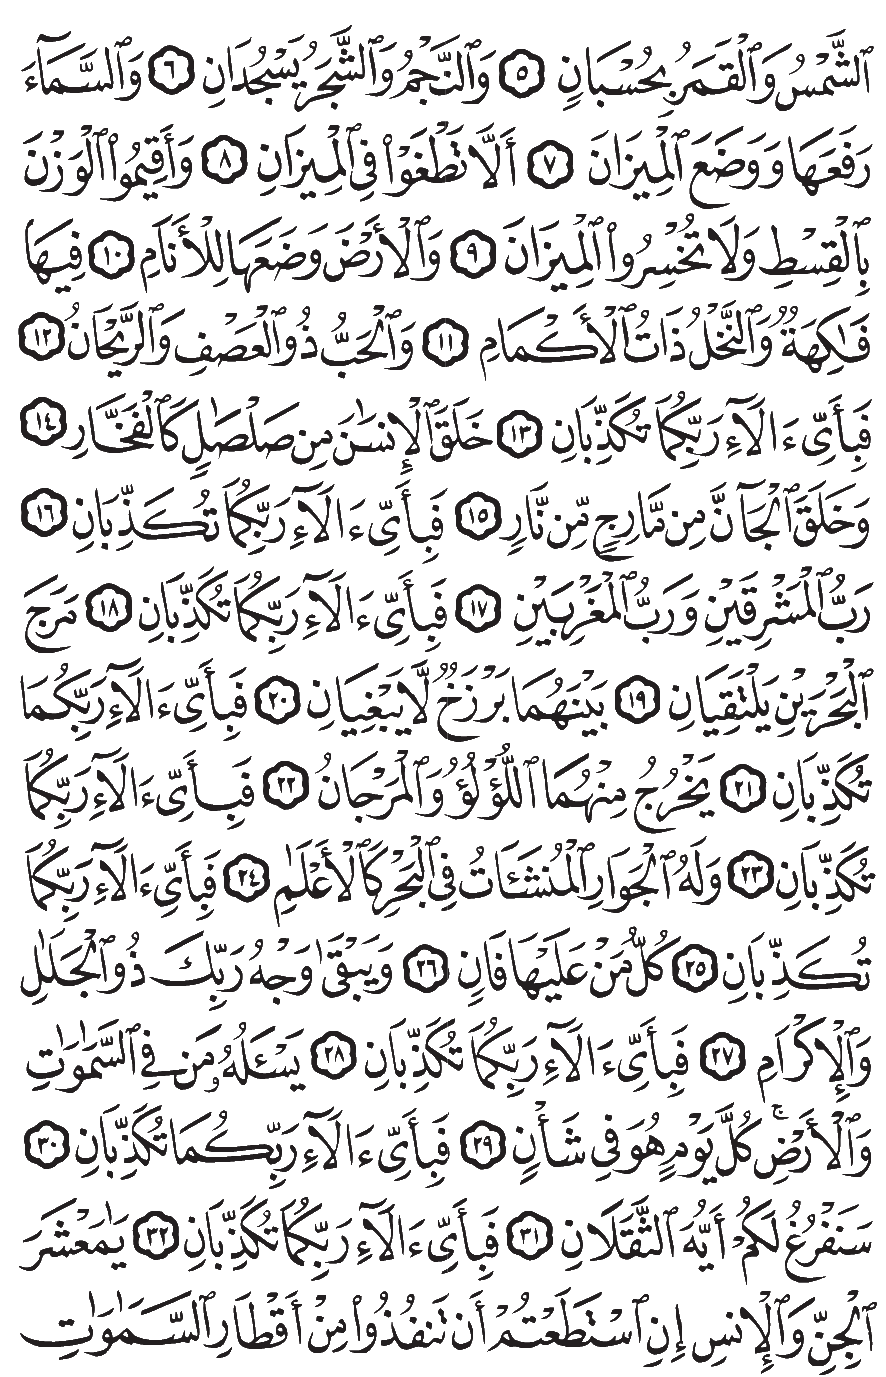 ٱلشَّمْسُ وَٱلْقَمَرُ بِحُسْبَانٍ ٥ وَٱلنَّجْمُ وَٱلشَّجَرُ يَسْجُدَانِ ٦ وَٱلسَّمَآءَ
رَفَعَهَا وَوَضَعَ ٱلْمِيزَانَ ٧ أَلَّا تَطْغَوْا۟ فِى ٱلْمِيزَانِ ٨ وَأَقِيمُوا۟ ٱلْوَزْنَ
بِٱلْقِسْطِ وَلَا تُخْسِرُوا۟ ٱلْمِيزَانَ ٩ وَٱلْأَرْضَ وَضَعَهَا لِلْأَنَامِ ١٠ فِيهَا
فَـٰكِهَةٌ وَٱلنَّخْلُ ذَاتُ ٱلْأَكْمَامِ ١١ وَٱلْحَبُّ ذُو ٱلْعَصْفِ وَٱلرَّيْحَانُ ١٢
فَبِأَىِّ ءَالَآءِ رَبِّكُمَا تُكَذِّبَانِ ١٣ خَلَقَ ٱلْإِنسَـٰنَ مِن صَلْصَـٰلٍ كَٱلْفَخَّارِ ١٤
وَخَلَقَ ٱلْجَآنَّ مِن مَّارِجٍ مِّن نَّارٍ ١٥ فَبِأَىِّ ءَالَآءِ رَبِّكُمَا تُكَذِّبَانِ ١٦
رَبُّ ٱلْمَشْرِقَيْنِ وَرَبُّ ٱلْمَغْرِبَيْنِ ١٧ فَبِأَىِّ ءَالَآءِ رَبِّكُمَا تُكَذِّبَانِ ١٨ مَرَجَ
ٱلْبَحْرَيْنِ يَلْتَقِيَانِ ١٩ بَيْنَهُمَا بَرْزَخٌ لَّا يَبْغِيَانِ ٢٠ فَبِأَىِّ ءَالَآءِ رَبِّكُمَا
تُكَذِّبَانِ ٢١ يَخْرُجُ مِنْهُمَا ٱللُّؤْلُؤُ وَٱلْمَرْجَانُ ٢٢ فَبِأَىِّ ءَالَآءِ رَبِّكُمَا
تُكَذِّبَانِ ٢٣ وَلَهُ ٱلْجَوَارِ ٱلْمُنشَـَٔاتُ فِى ٱلْبَحْرِ كَٱلْأَعْلَـٰمِ ٢٤ فَبِأَىِّ ءَالَآءِ رَبِّكُمَا
تُكَذِّبَانِ ٢٥ كُلُّ مَنْ عَلَيْهَا فَانٍ ٢٦ وَيَبْقَىٰ وَجْهُ رَبِّكَ ذُو ٱلْجَلَـٰلِ
وَٱلْإِكْرَامِ ٢٧ فَبِأَىِّ ءَالَآءِ رَبِّكُمَا تُكَذِّبَانِ ٢٨ يَسْـَٔلُهُۥ مَن فِى ٱلسَّمَـٰوَٰتِ
وَٱلْأَرْضِ ۚ كُلَّ يَوْمٍ هُوَ فِى شَأْنٍ ٢٩ فَبِأَىِّ ءَالَآءِ رَبِّكُمَا تُكَذِّبَانِ ٣٠
سَنَفْرُغُ لَكُمْ أَيُّهَ ٱلثَّقَلَانِ ٣١ فَبِأَىِّ ءَالَآءِ رَبِّكُمَا تُكَذِّبَانِ ٣٢ يَـٰمَعْشَرَ
ٱلْجِنِّ وَٱلْإِنسِ إِنِ ٱسْتَطَعْتُمْ أَن تَنفُذُوا۟ مِنْ أَقْطَارِ ٱلسَّمَـٰوَٰتِ